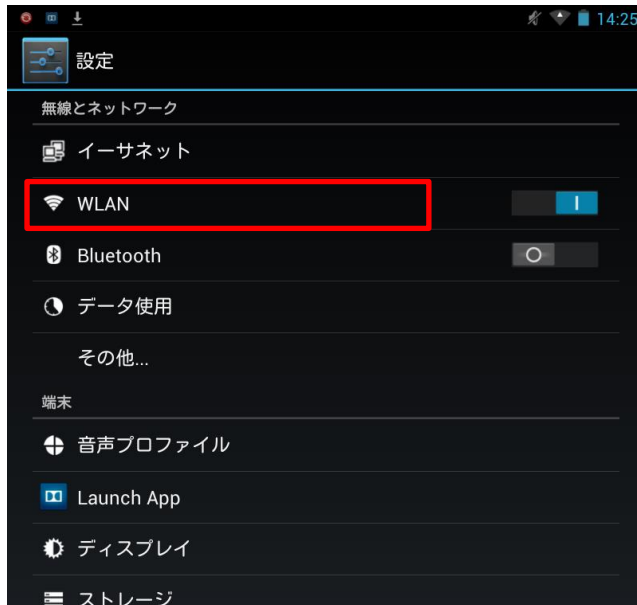 14:25
設定
無線とネットワーク
イーサネット
WLAN
Bluetooth
データ使用
その他...
端末
音声プロファイル
Launch App
ディスプレイ
ストレージ